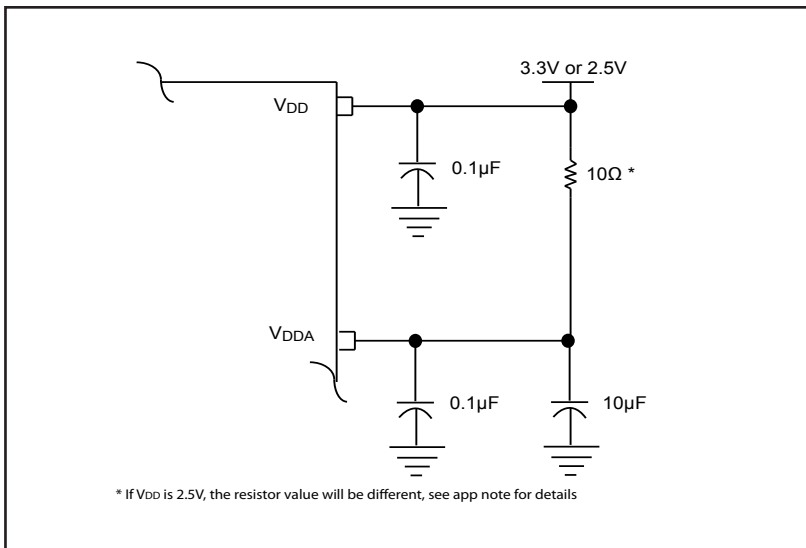 3.3V or 2.5V
VDD
0.1µF
10Ω *
VDDA
0.1µF
10µF
* If VDD is 2.5V, the resistor value will be different, see app note for details